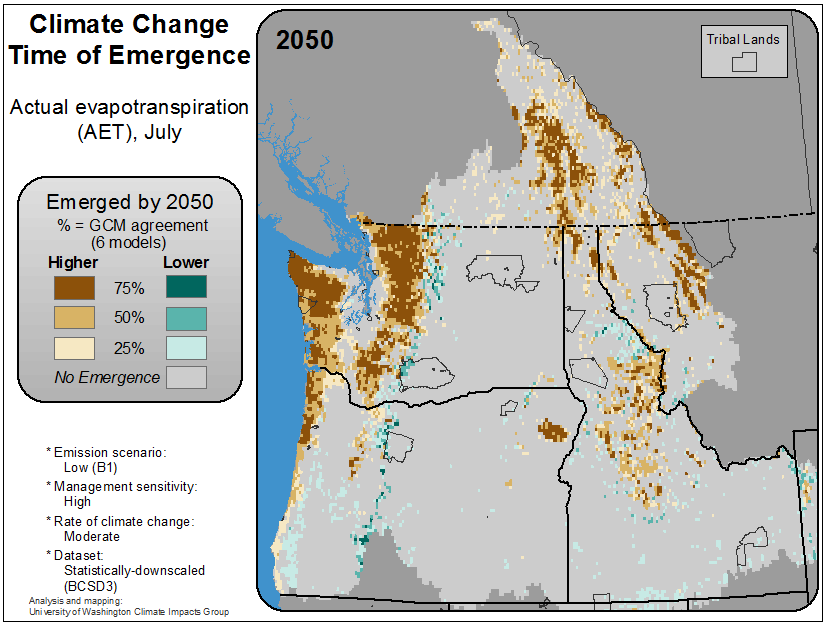 Climate Change
Time of Emergence
Actual evapotranspiration
(AET), July
Emerged by 2050
% = GCM agreement
(6 models)
Higher Lower
75%
50%
25%
No Emergence
* Emission scenario:
Low (B1)
* Management sensitivity:
High
* Rate of climate change:
Moderate
* Dataset:
Statistically-downscaled
(BCSD3)
Analysis and mapping:
University of Washington Climate Impacts Group
2050
Tribal Lands